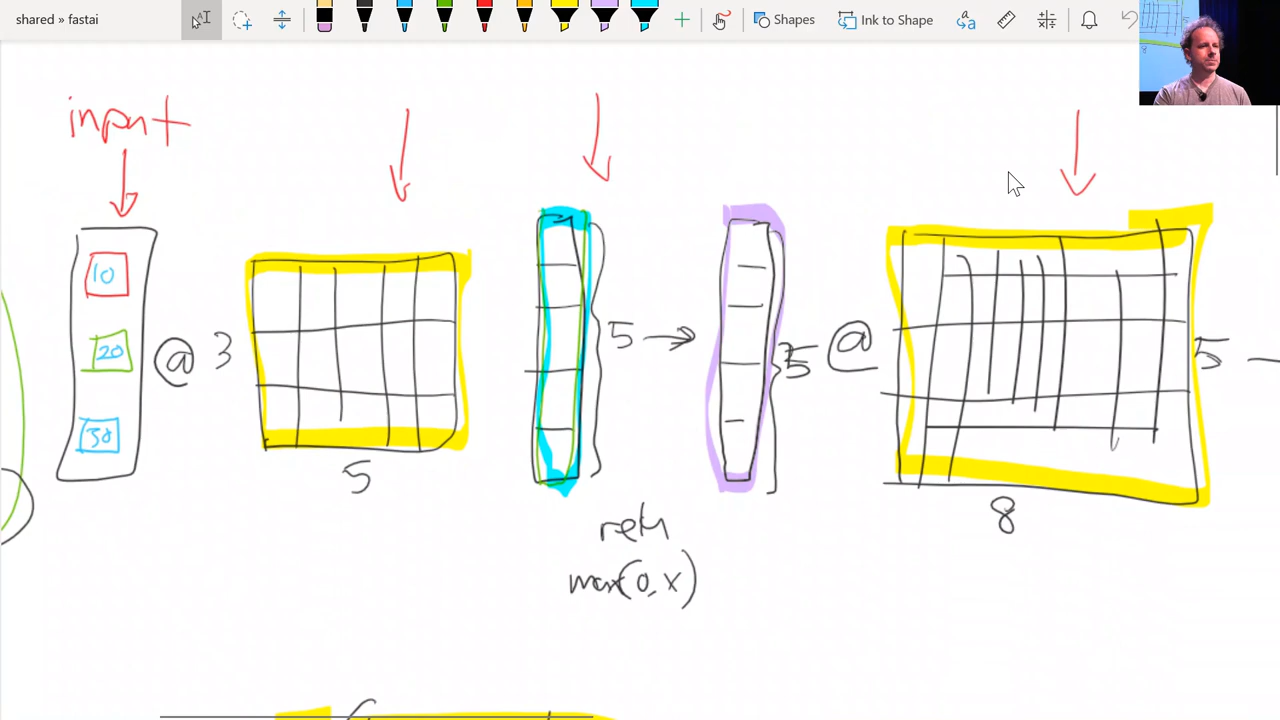 shared » fastai
Shapes
Ink to Shape
input
10
20
30
@ 3
5
5 →
5 @
5
8
relu
max(0, x)